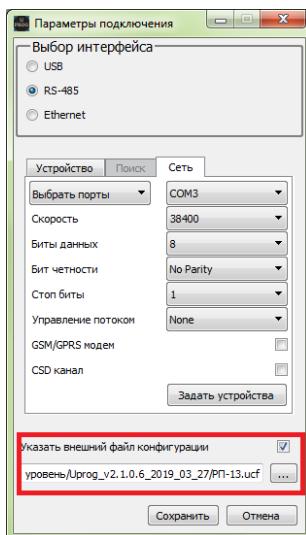 Параметры подключения
Выбор интерфейса
USB
RS-485
Ethernet
Устройство Поиск Сеть
Выбрать порты COM3
Скорость 38400
Биты данных 8
Бит четности No Parity
Стоп биты 1
Управление потоком None
GSM/GPRS модем
CSD канал
Задать устройства
Указать внешний файл конфигурации
уровень/Uprog_v2.1.0.6_2019_03_27/РП-13.ucf ...
Сохранить Отмена